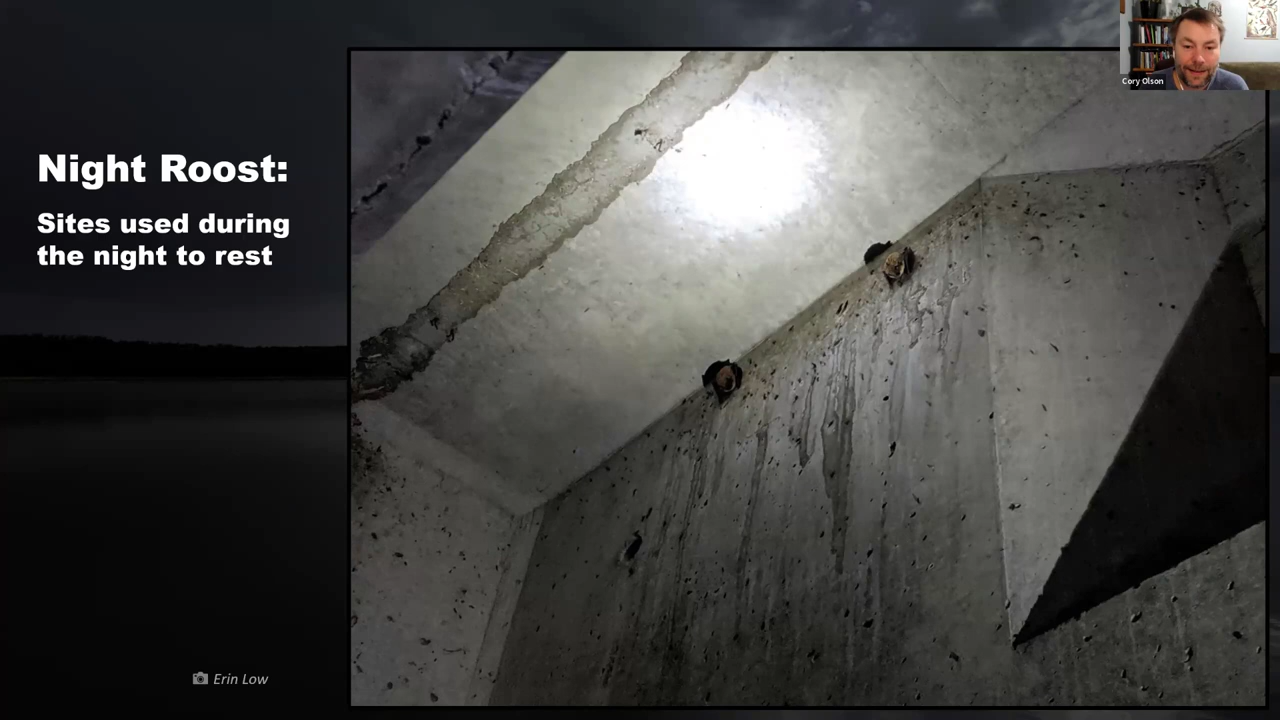 Cory Olson
Night Roost:
Sites used during
the night to rest
Erin Low